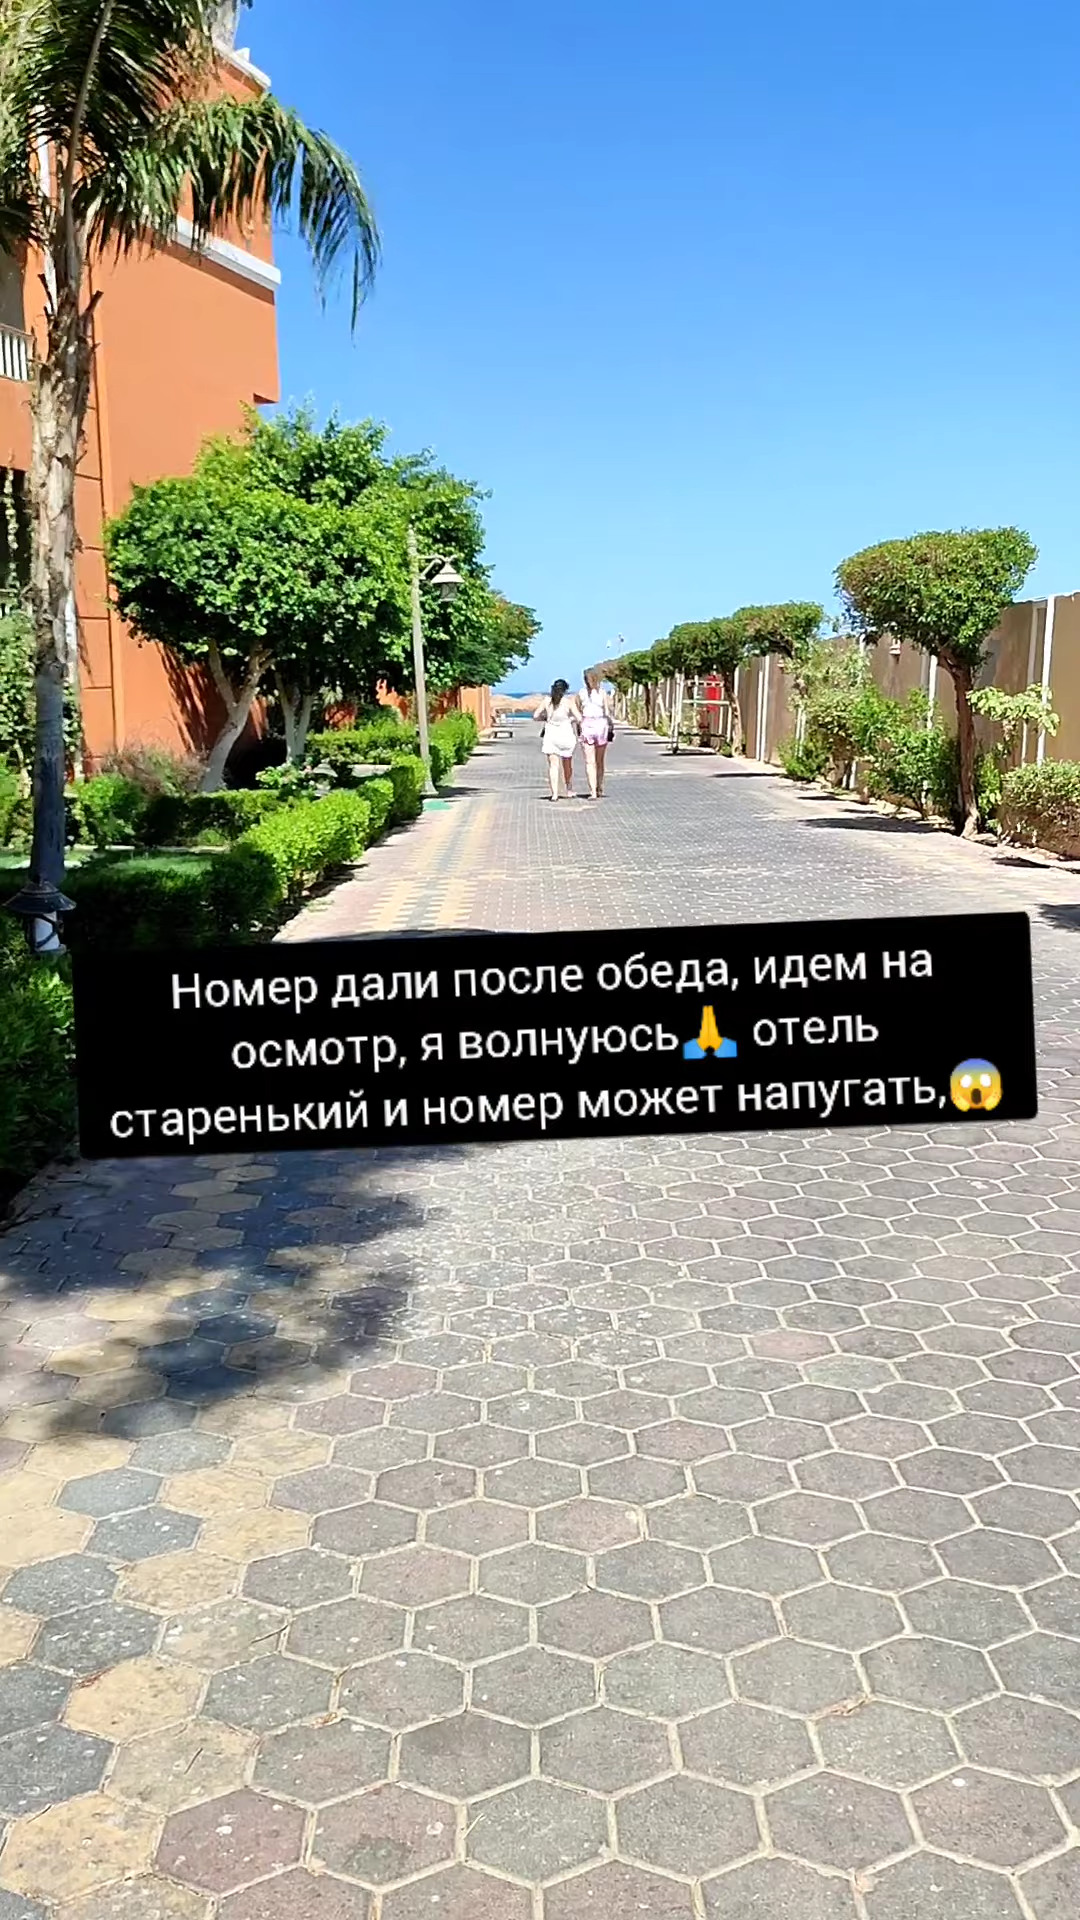 Номер дали после обеда, идем на
осмотр, я волнуюсь🙏 отель
старенький и номер может напугать,😱